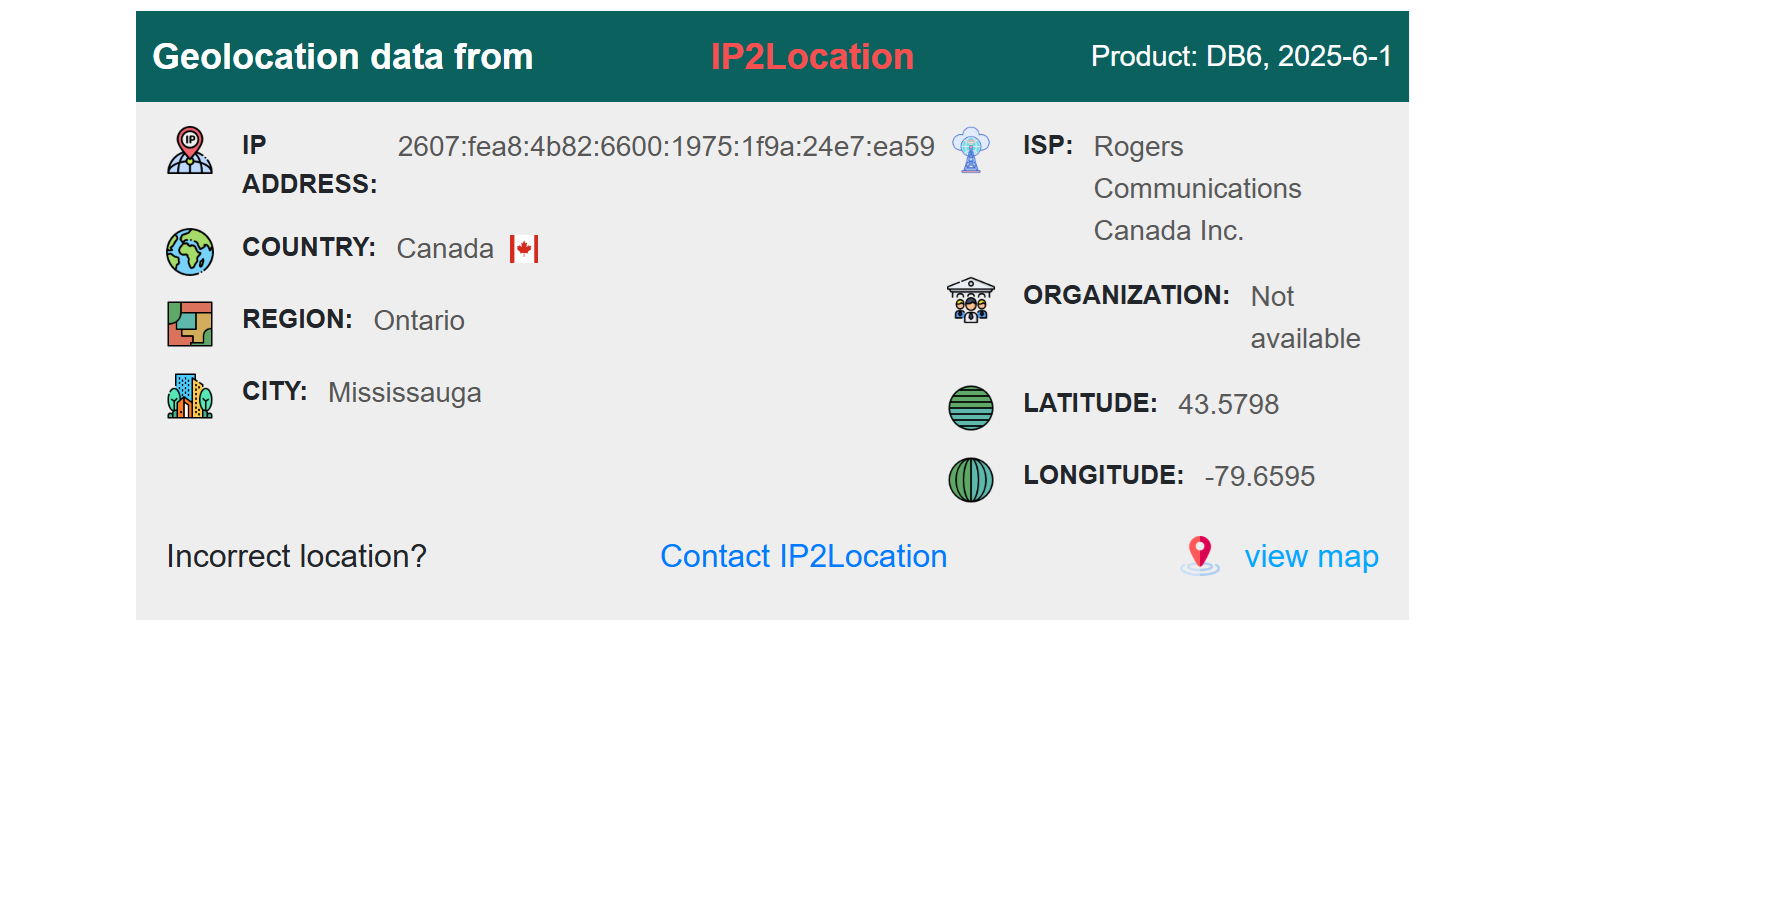 Geolocation data from IP2Location Product: DB6, 2025-6-1
IP
IP ADDRESS: 2607:fea8:4b82:6600:1975:1f9a:24e7:ea59
COUNTRY: Canada
REGION: Ontario
CITY: Mississauga
ISP: Rogers
Communications
Canada Inc.
ORGANIZATION: Not
available
LATITUDE: 43.5798
LONGITUDE: -79.6595
Incorrect location? Contact IP2Location view map